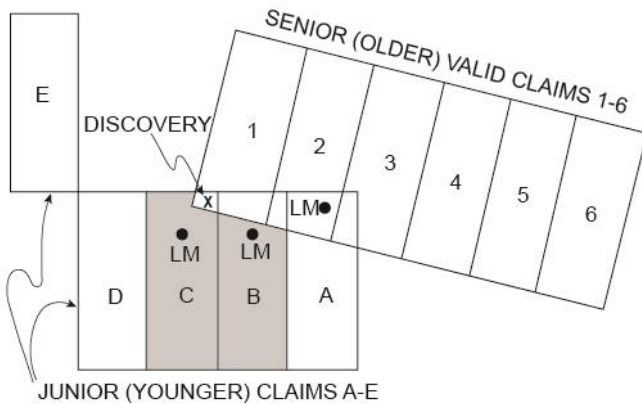 SENIOR (OLDER) VALID CLAIMS 1-6
E
DISCOVERY
1
2
3
4
5
6
X
LM
LM
LM
D
C
B
A
JUNIOR (YOUNGER) CLAIMS A-E